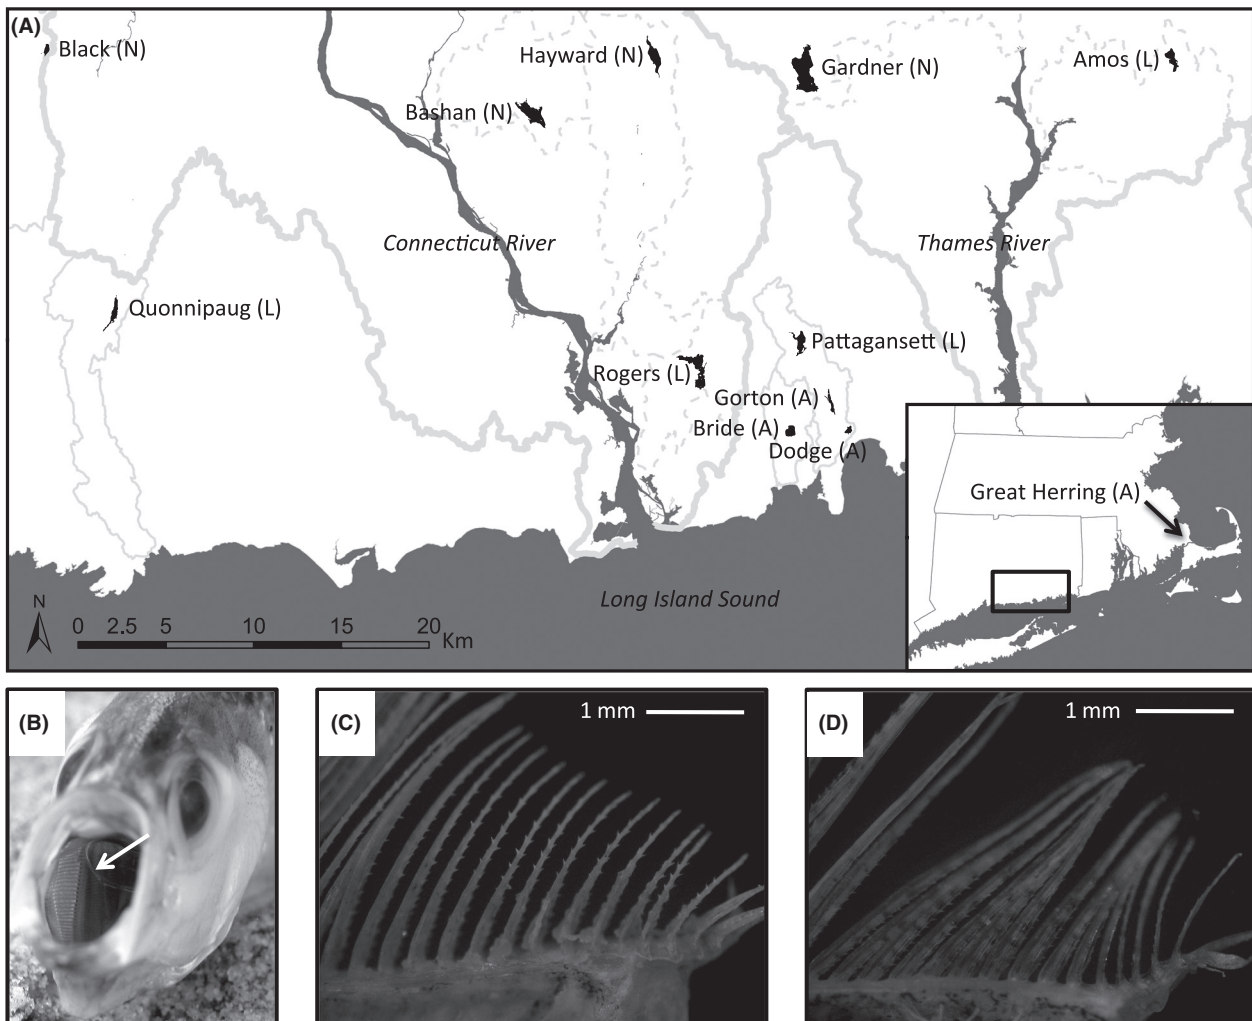 (A)
Black (N)
Hayward (N)
Gardner (N)
Amos (L)
Bashan (N)
Connecticut River
Thames River
Quonnipaug (L)
Pattagansett (L)
Rogers (L)
Gorton (A)
Bride (A)
Dodge (A)
Great Herring (A)
Long Island Sound
N
0 2.5 5 10 15 20 Km
(B)
(C)
1 mm
(D)
1 mm